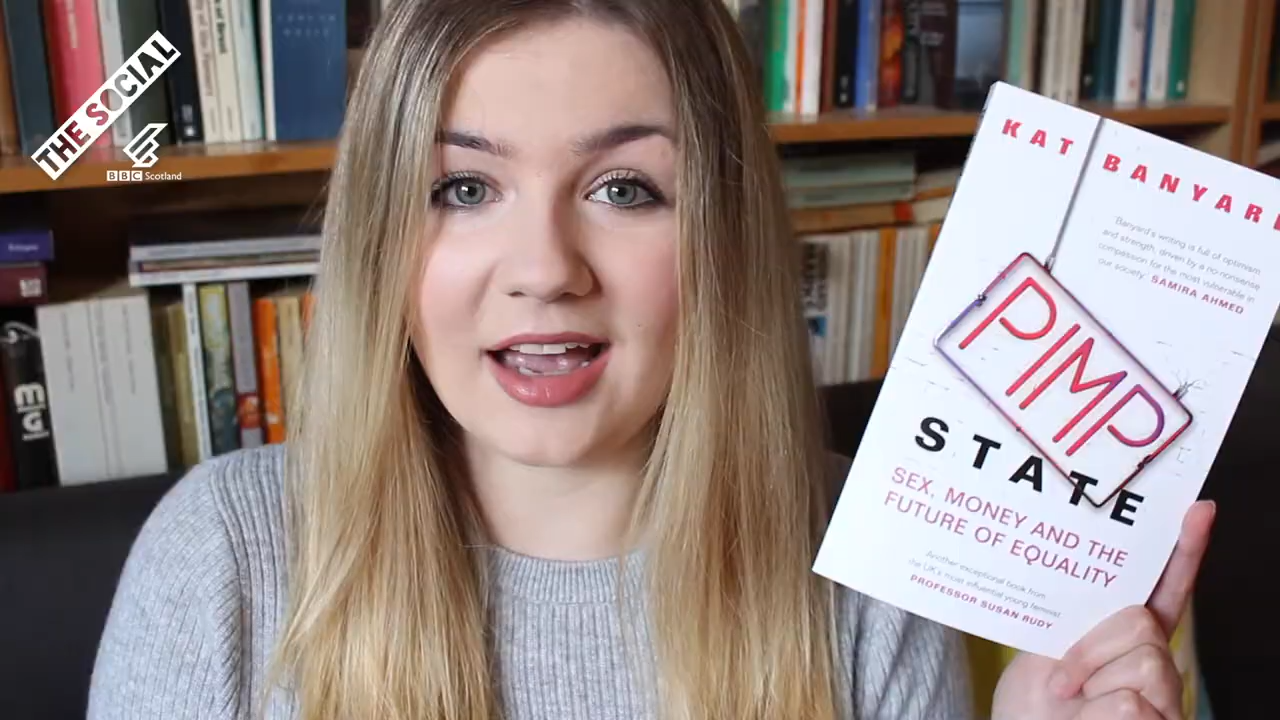 THE SOCIAL
BBC Scotland
KAT BANYAR
'Banyard's writing is full of optimism
and strength, driven by a no-nonsense
compassion for the most vulnerable in
our society.' SAMIRA AHMED
PIMP
STATE
SEX, MONEY AND THE
FUTURE OF EQUALITY
Another exceptional book from
the UK's most influential young feminist
PROFESSOR SUSAN RUDY